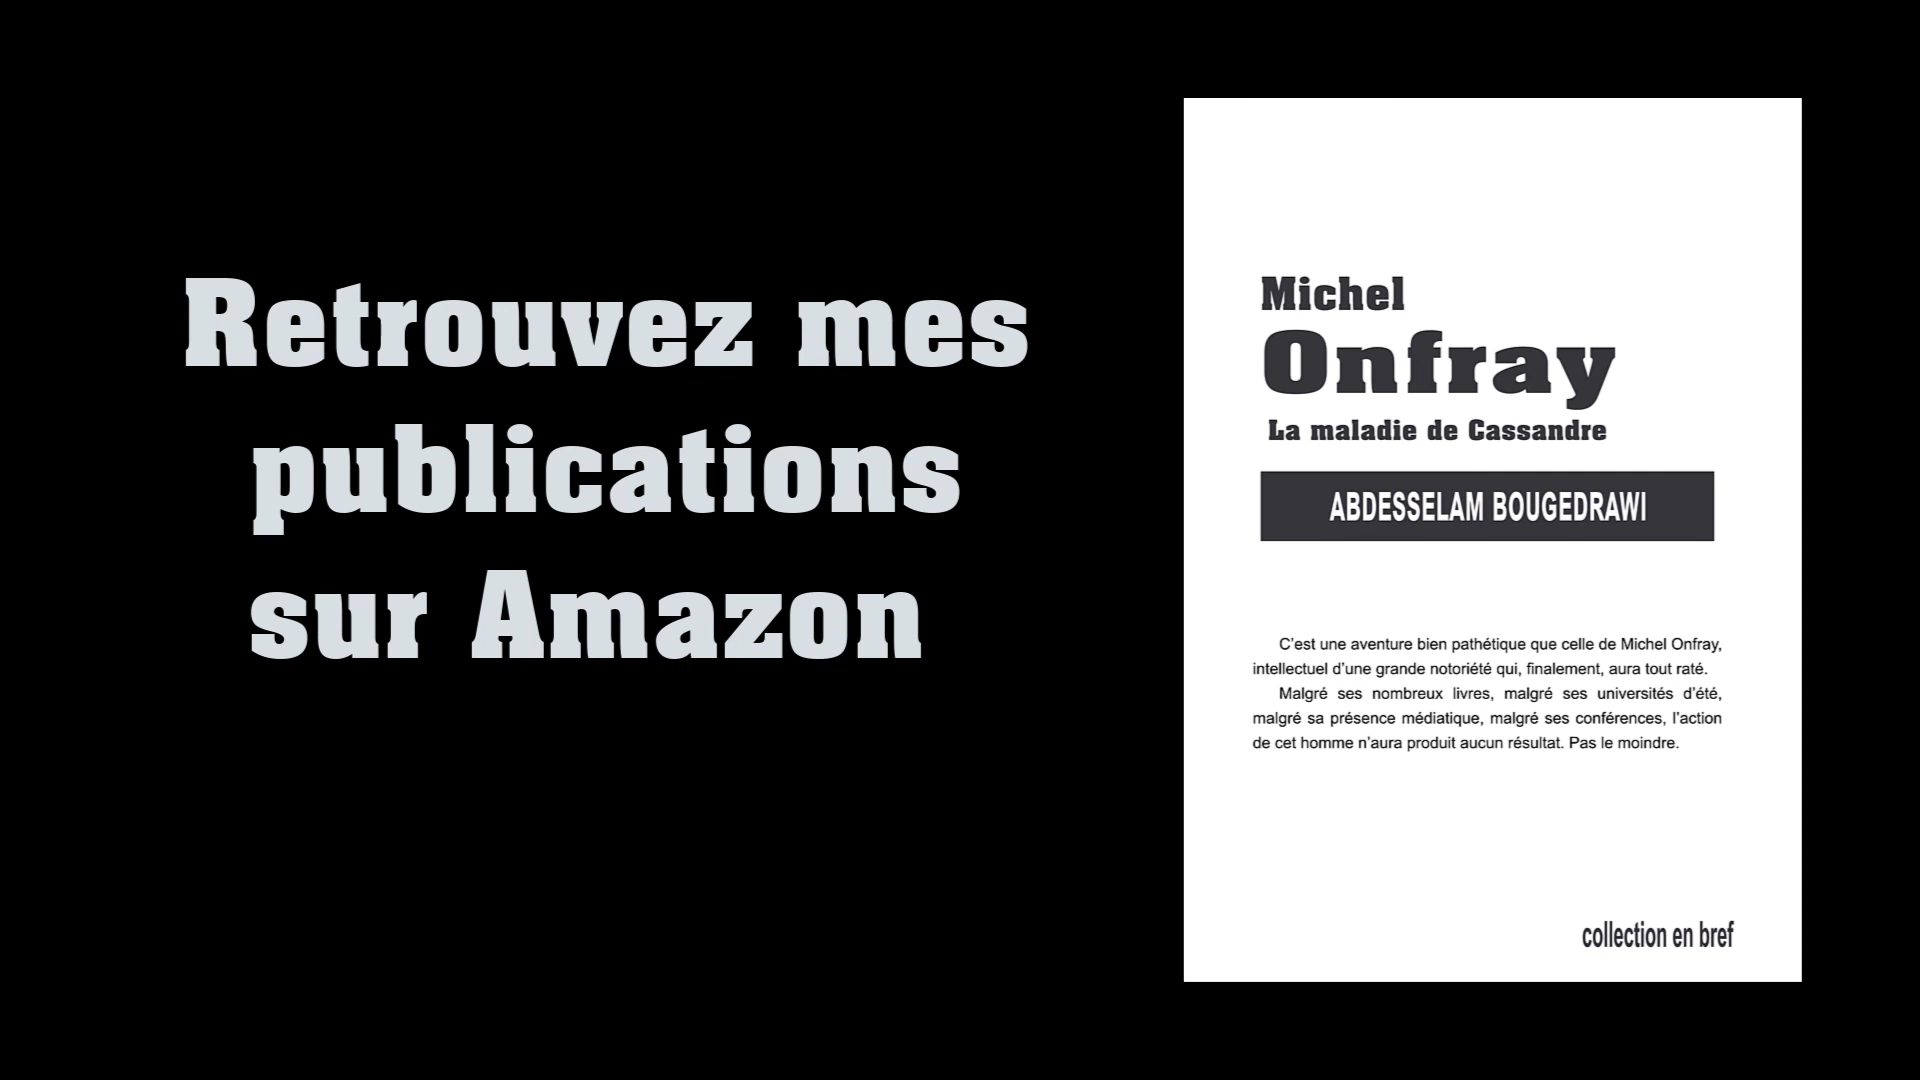 Retrouvez mes
publications
sur Amazon
Michel
Onfray
La maladie de Cassandre
ABDESSELAM BOUGEDRAWI
C’est une aventure bien pathétique que celle de Michel Onfray,
intellectuel d’une grande notoriété qui, finalement, aura tout raté.
Malgré ses nombreux livres, malgré ses universités d’été,
malgré sa présence médiatique, malgré ses conférences, l’action
de cet homme n’aura produit aucun résultat. Pas le moindre.
collection en bref